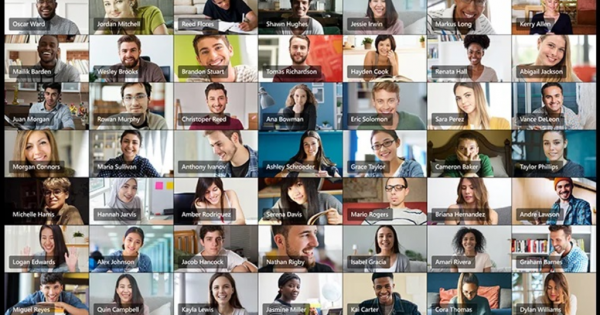 Oscar Ward
Jordan Mitchell
Reed Flores
Shawn Hughes
Jessie Irwin
Markus Long
Kerry Allen
Malik Barden
Wesley Brooks
Brandon Stuart
Tomas Richardson
Hayden Cook
Renata Hall
Abigail Jackson
Juan Morgan
Rowan Murphy
Christoper Reed
Ana Bowman
Eric Solomon
Sara Perez
Vance DeLeon
Morgan Connors
Maria Sullivan
Anthony Ivanov
Ashley Schroeder
Grace Taylor
Cameron Baker
Taylor Phillips
Michelle Harris
Hannah Jarvis
Amber Rodriguez
Serena Davis
Mario Rogers
Briana Hernandez
Andre Lawson
Logan Edwards
Alex Johnson
Jacob Hancock
Nathan Rigby
Isabel Gracia
Amari Rivera
Graham Barnes
Miguel Reyes
Quin Campbell
Kayla Lewis
Jasmine Miller
Kai Carter
Cora Thomas
Dylan Williams